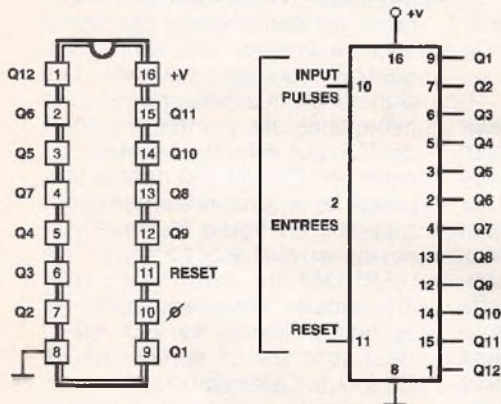 Q12 1 16 +V
Q6 2 15 Q11
Q5 3 14 Q10
Q7 4 13 Q8
Q4 5 12 Q9
Q3 6 11 RESET
Q2 7 10 ø
8 9 Q1
+V
16 9 Q1
INPUT
PULSES
10 7 Q2
6 Q3
5 Q4
3 Q5
2
ENTREES
2 Q6
4 Q7
13 Q8
12 Q9
14 Q10
RESET 11 15 Q11
8 1 Q12